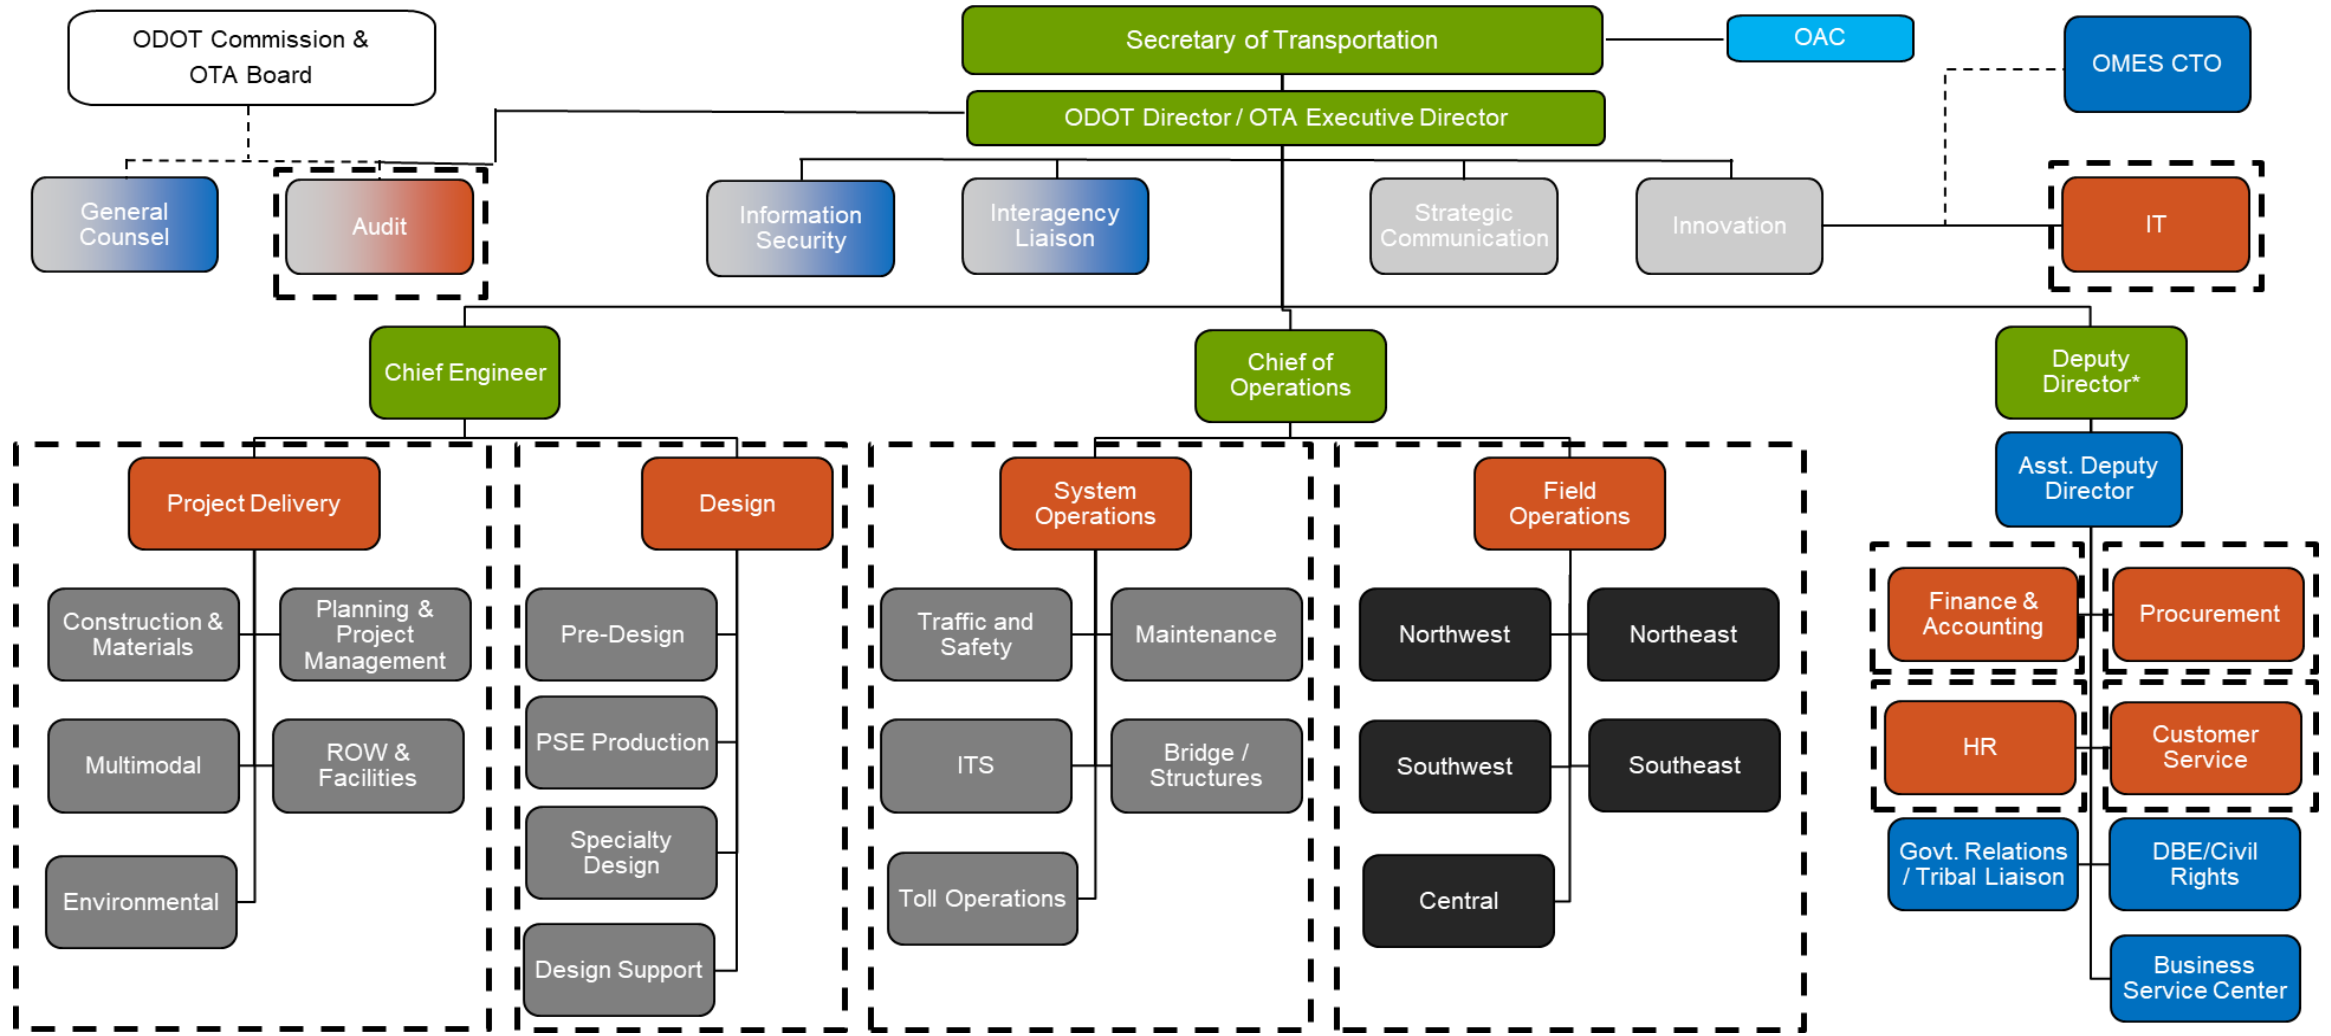 ODOT Commission &
OTA Board
Secretary of Transportation
OAC
OMES CTO
ODOT Director / OTA Executive Director
General
Counsel
Audit
Information
Security
Interagency
Liaison
Strategic
Communication
Innovation
IT
Chief Engineer
Chief of
Operations
Deputy
Director*
Asst. Deputy
Director
Project Delivery
Design
System
Operations
Field
Operations
Construction &
Materials
Planning &
Project
Management
Multimodal
ROW &
Facilities
Environmental
Pre-Design
PSE Production
Specialty
Design
Design Support
Traffic and
Safety
Maintenance
ITS
Bridge /
Structures
Toll Operations
Northwest
Northeast
Southwest
Southeast
Central
Finance &
Accounting
Procurement
HR
Customer
Service
Govt. Relations
/ Tribal Liaison
DBE/Civil
Rights
Business
Service Center